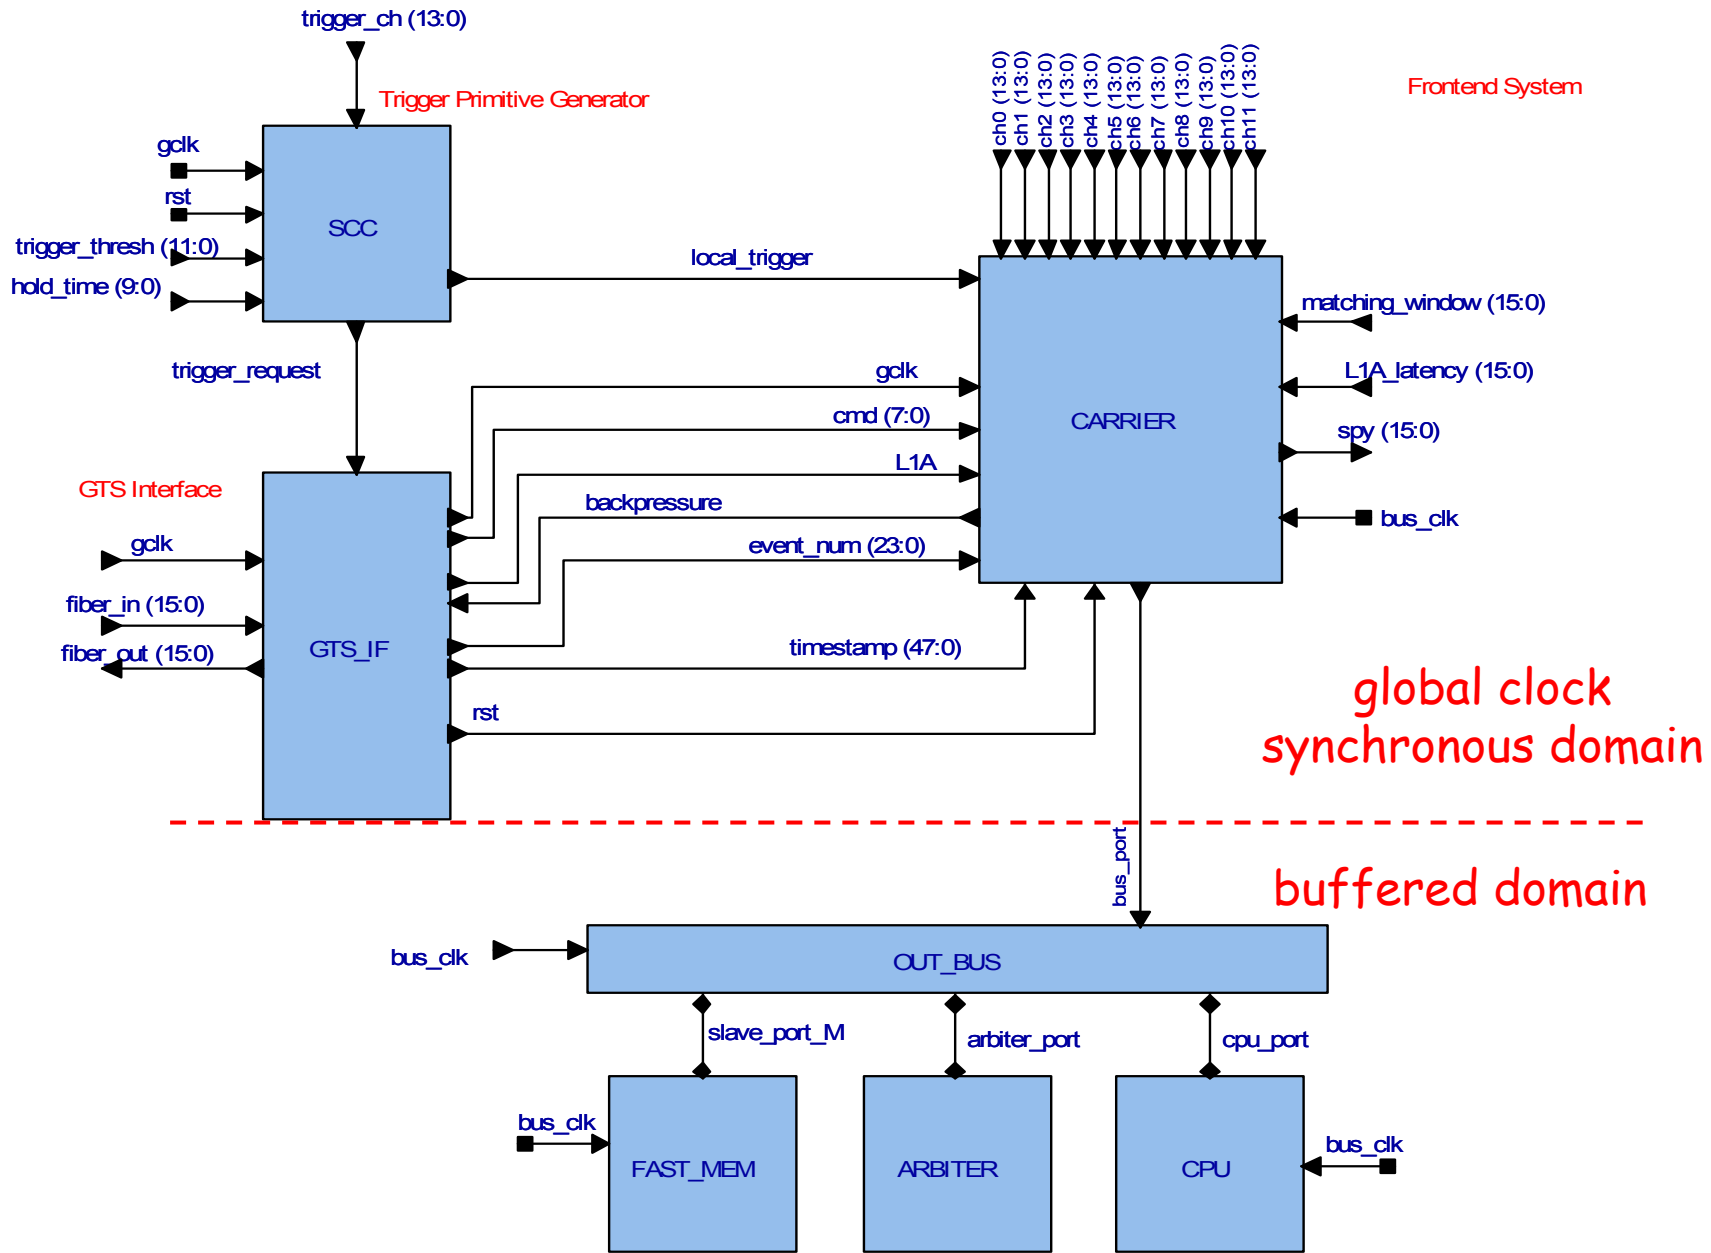 trigger_ch (13:0)
Trigger Primitive Generator
Frontend System
ch0 (13:0)
ch1 (13:0)
ch2 (13:0)
ch3 (13:0)
ch4 (13:0)
ch5 (13:0)
ch6 (13:0)
ch7 (13:0)
ch8 (13:0)
ch9 (13:0)
ch10 (13:0)
ch11 (13:0)
gclk
rst
trigger_thresh (11:0)
hold_time (9:0)
SCC
local_trigger
matching_window (15:0)
trigger_request
gclk
L1A_latency (15:0)
cmd (7:0)
CARRIER
spy (15:0)
L1A
GTS Interface
backpressure
bus_clk
gclk
event_num (23:0)
fiber_in (15:0)
fiber_out (15:0)
GTS_IF
timestamp (47:0)
rst
global clock
synchronous domain
bus_port
buffered domain
bus_clk
OUT_BUS
slave_port_M
arbiter_port
cpu_port
bus_clk
bus_clk
FAST_MEM
ARBITER
CPU